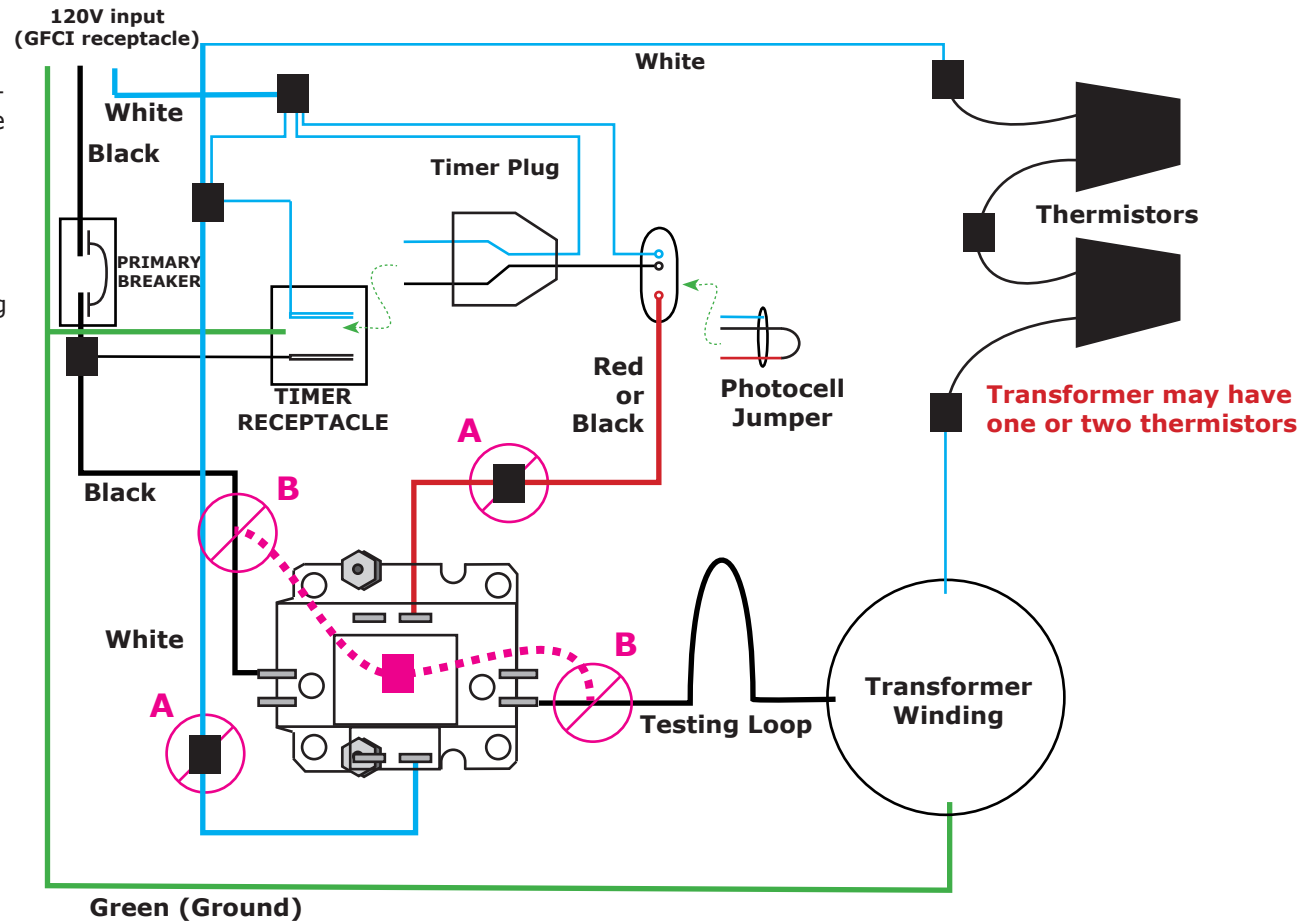 120V input
(GFCI receptacle)
White
White
Black
Timer Plug
Thermistors
PRIMARY
BREAKER
Red
or
Black
Photocell
Jumper
TIMER
RECEPTACLE
Transformer may have
one or two thermistors
A
Black
B
White
B
A
Testing Loop
Transformer
Winding
Green (Ground)